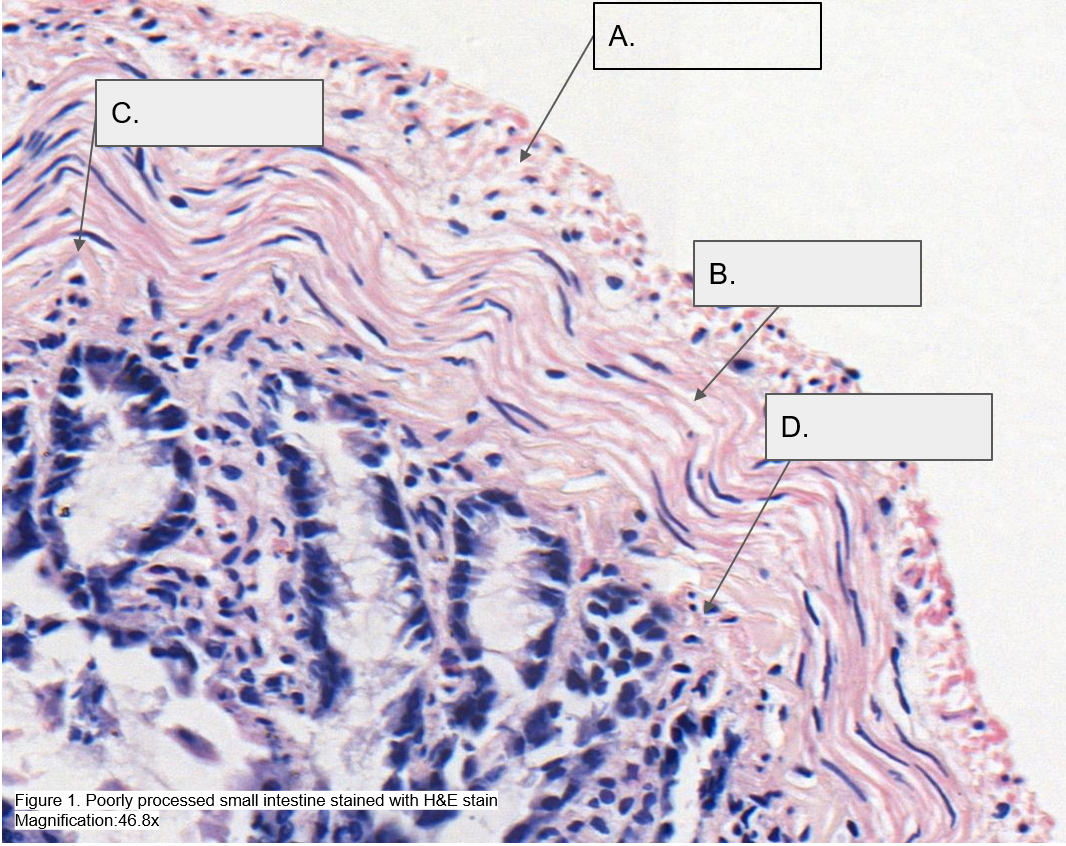 A.
C.
B.
D.
Figure 1. Poorly processed small intestine stained with H&E stain
Magnification:46.8x